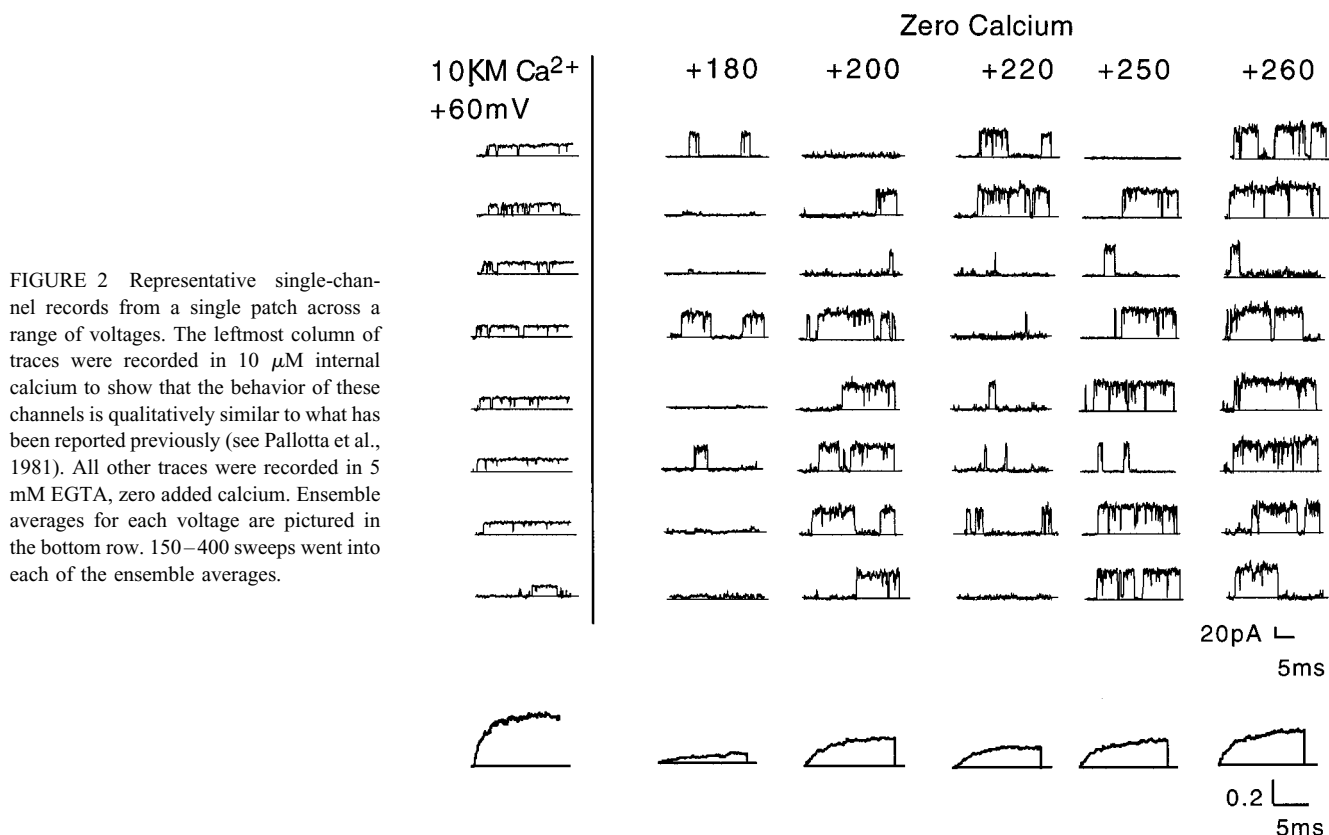 Zero Calcium
10ĶM Ca²⁺
+60mV
+180
+200
+220
+250
+260
FIGURE 2 Representative single-chan-
nel records from a single patch across a
range of voltages. The leftmost column of
traces were recorded in 10 μM internal
calcium to show that the behavior of these
channels is qualitatively similar to what has
been reported previously (see Pallotta et al.,
1981). All other traces were recorded in 5
mM EGTA, zero added calcium. Ensemble
averages for each voltage are pictured in
the bottom row. 150–400 sweeps went into
each of the ensemble averages.
20pA
5ms
0.2
5ms